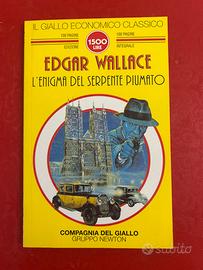 IL GIALLO ECONOMICO CLASSICO
100 PAGINE
1500
LIRE
100 PAGINE
EDIZIONE
INTEGRALE
EDGAR WALLACE
L'ENIGMA DEL SERPENTE PIUMATO
COMPAGNIA DEL GIALLO
GRUPPO NEWTON
subito